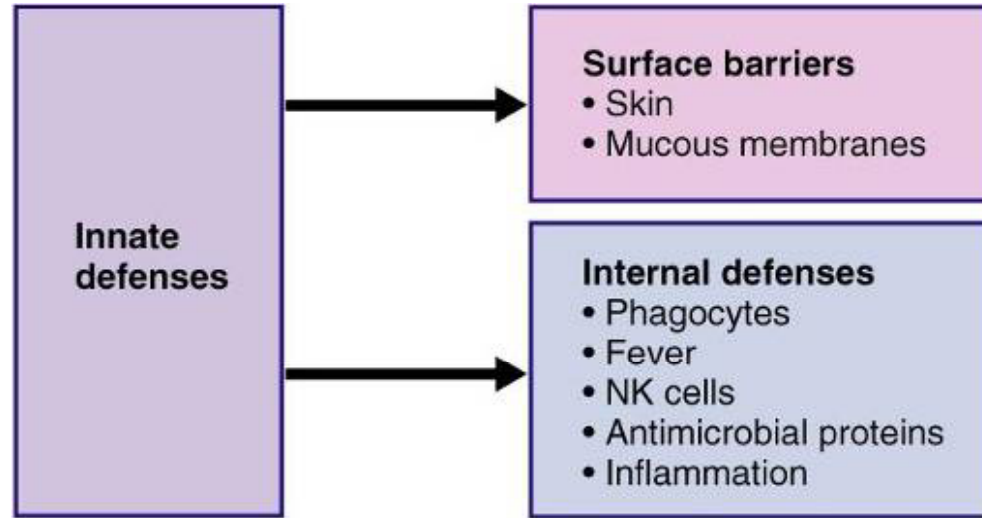 Innate
defenses
Surface barriers
• Skin
• Mucous membranes
Internal defenses
• Phagocytes
• Fever
• NK cells
• Antimicrobial proteins
• Inflammation